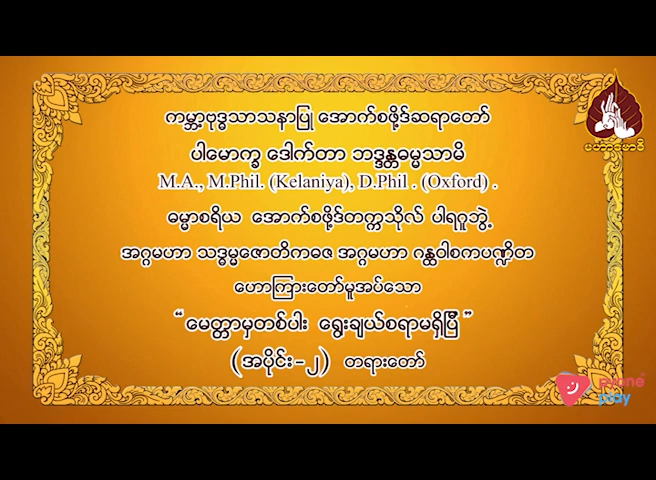 ကမ္ဘာ့ဗုဒ္ဓသာသနာပြု အောက်စဖို့ဒ်ဆရာတော်
ပါမောက္ခ ဒေါက်တာ ဘဒ္ဒန္တဓမ္မသာမိ
M.A., M.Phil. (Kelaniya), D.Phil . (Oxford) .
ဓမ္မာစရိယ အောက်စဖို့ဒ်တက္ကသိုလ် ပါရဂူဘွဲ့
အဂ္ဂမဟာ သဒ္ဓမ္မဇောတိကဓဇ အဂ္ဂမဟာ ဂန္ထဝါစကပဏ္ဍိတ
ဟောကြားတော်မူအပ်သော
“ မေတ္တာမှတစ်ပါး ရွေးချယ်စရာမရှိပြီ ”
(အပိုင်း-၂) တရားတော်
မဟာဗောဓိ
pyone
play